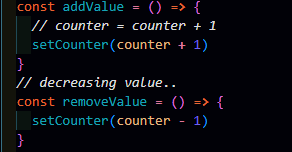 const addValue = () => {
// counter = counter + 1
setCounter(counter + 1)
}
// decreasing value..
const removeValue = () => {
setCounter(counter - 1)
}